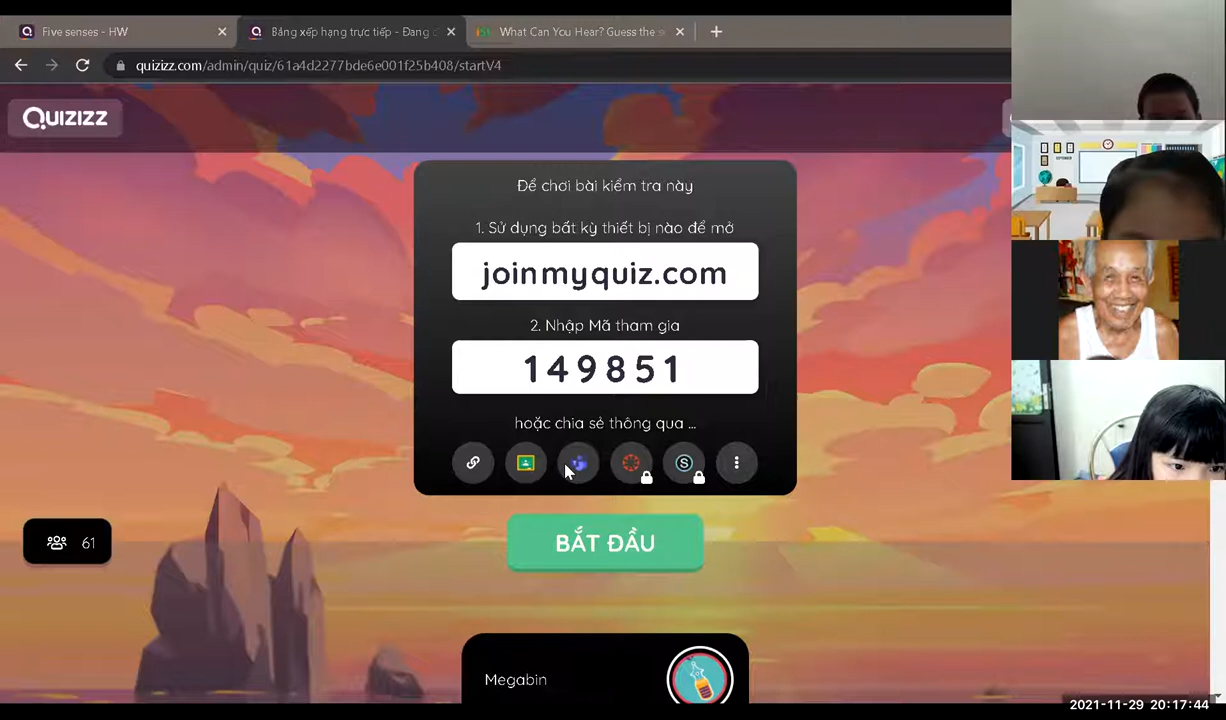 Five senses - HW
Bảng xếp hạng trực tiếp - Đang
What Can You Hear? Guess the s
quizizz.com/admin/quiz/61a4d2277bde6e001f25b408/startV4
QUIZIZZ
Để chơi bài kiểm tra này
1. Sử dụng bất kỳ thiết bị nào để mở
joinmyquiz.com
2. Nhập Mã tham gia
149851
hoặc chia sẻ thông qua ...
61
BẮT ĐẦU
Megabin
2021-11-29 20:17:44